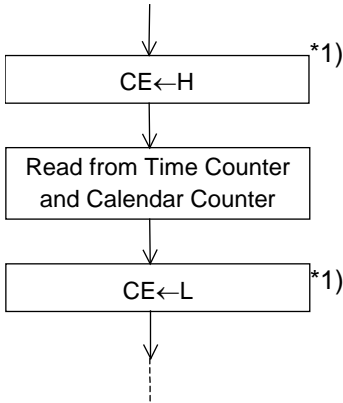 *1)
CE←H
Read from Time Counter
and Calendar Counter
*1)
CE←L